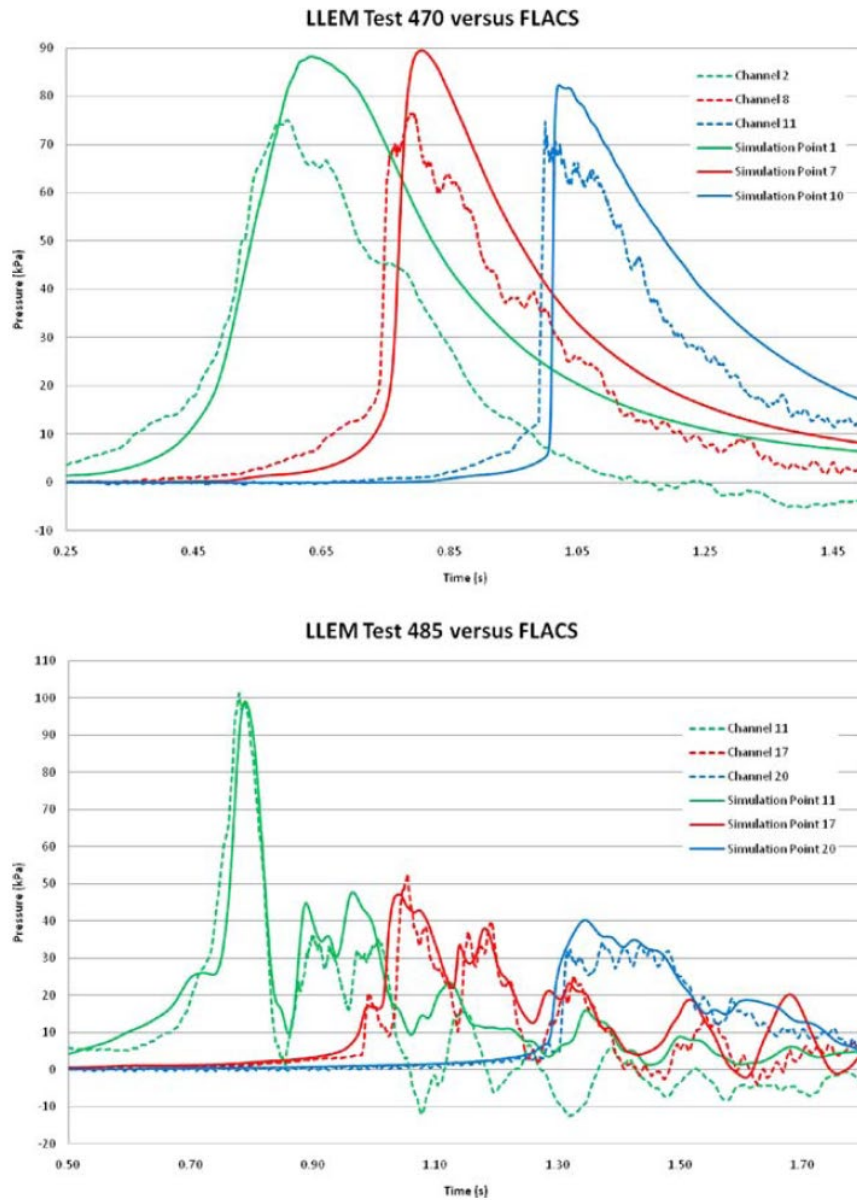 LLEM Test 470 versus FLACS
90
80
70
60
50
40
30
20
10
0
-10
Pressure (kPa)
Channel 2
Channel 8
Channel 11
Simulation Point 1
Simulation Point 7
Simulation Point 10
0.25 0.45 0.65 0.85 1.05 1.25 1.45
Time (s)
LLEM Test 485 versus FLACS
110
100
90
80
70
60
50
40
30
20
10
0
-10
-20
Pressure (kPa)
Channel 11
Channel 17
Channel 20
Simulation Point 11
Simulation Point 17
Simulation Point 20
0.50 0.70 0.90 1.10 1.30 1.50 1.70
Time (s)